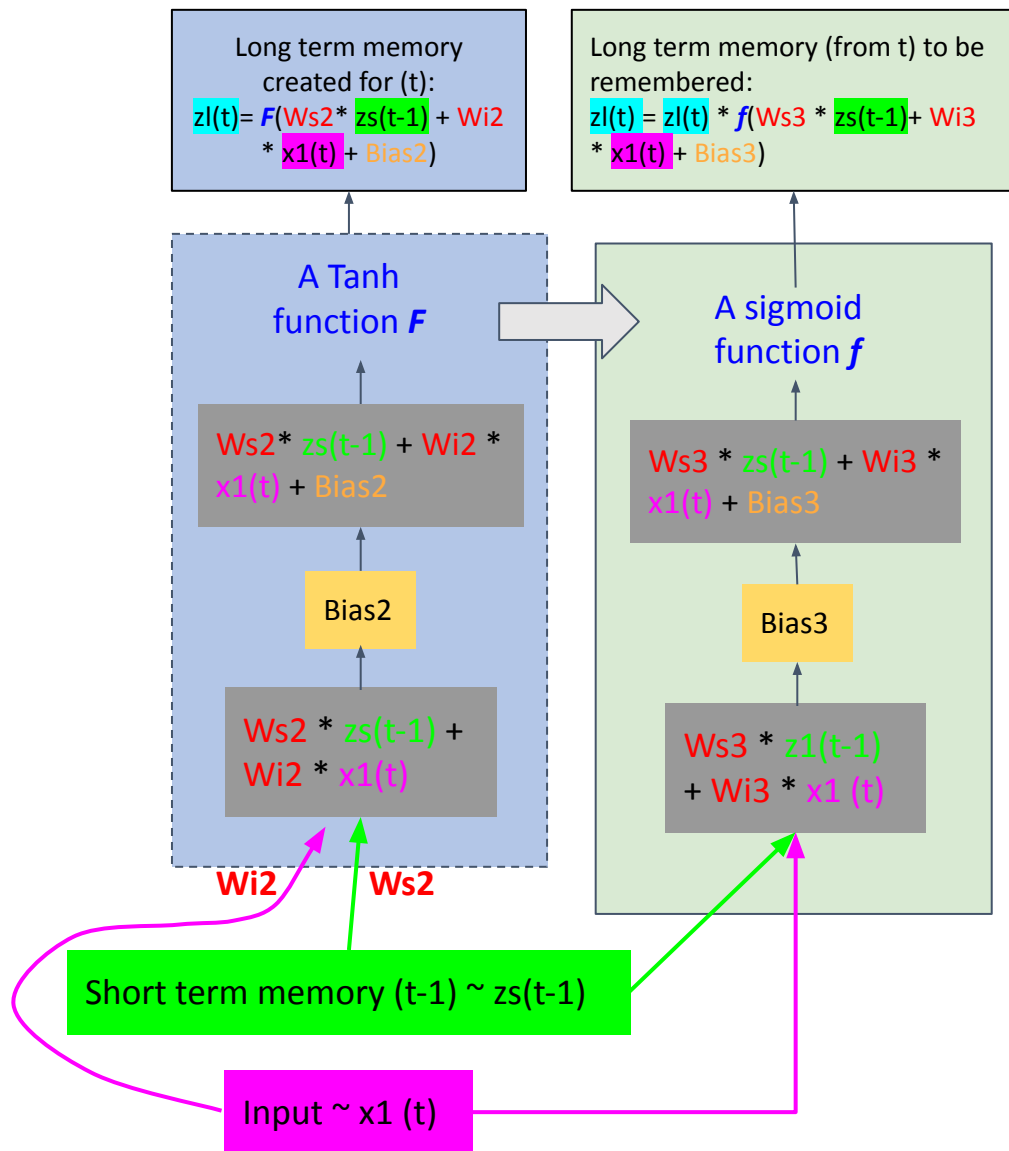 Long term memory
created for (t):
zl(t)= F(Ws2* zs(t-1) + Wi2
* x1(t) + Bias2)
Long term memory (from t) to be
remembered:
zl(t) = zl(t) * f(Ws3 * zs(t-1)+ Wi3
* x1(t) + Bias3)
A Tanh
function F
A sigmoid
function f
Ws2* zs(t-1) + Wi2 *
x1(t) + Bias2
Ws3 * zs(t-1) + Wi3 *
x1(t) + Bias3
Bias2
Bias3
Ws2 * zs(t-1) +
Wi2 * x1(t)
Ws3 * z1(t-1)
+ Wi3 * x1 (t)
Wi2
Ws2
Short term memory (t-1) ~ zs(t-1)
Input ~ x1 (t)